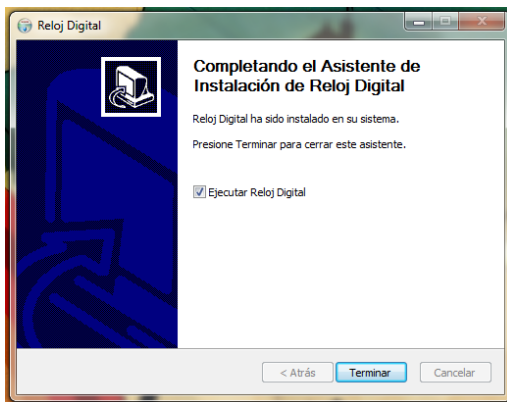 Reloj Digital
Completando el Asistente de
Instalación de Reloj Digital
Reloj Digital ha sido instalado en su sistema.
Presione Terminar para cerrar este asistente.
Ejecutar Reloj Digital
< Atrás
Terminar
Cancelar